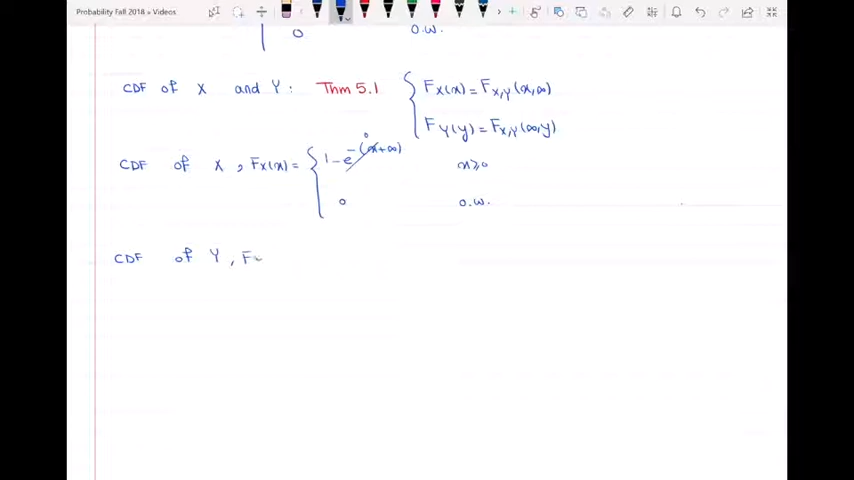 Probability Fall 2018 » Videos
0 O.W.
CDF of X and Y : Thm 5.1 { F_X(x) = F_{X,Y}(x,∞)
F_Y(y) = F_{X,Y}(∞,y)
CDF of X , F_X(x) = { 1 - e^{-(x+∞)} 0 x≥0
0 O.W.
CDF of Y , F